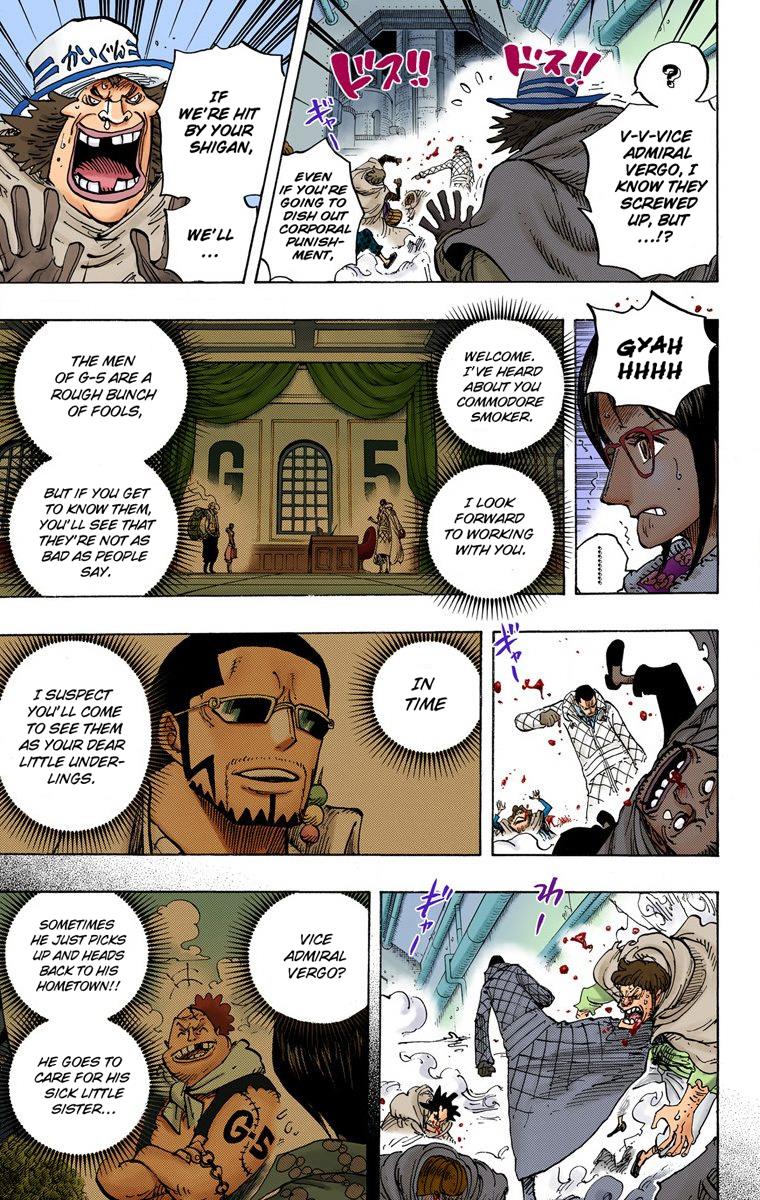 ?
V-V-VICE
ADMIRAL
VERGO, I
KNOW THEY
SCREWED
UP, BUT
...!?
ドス!!
ドス!!
ギャー
EVEN
IF YOU'RE
GOING TO
DISH OUT
CORPORAL
PUNISH-
MENT,
かいぐん
IF
WE'RE HIT
BY YOUR
SHIGAN,
WE'LL
...
GYAH
HHHH
WELCOME.
I'VE HEARD
ABOUT YOU
COMMODORE
SMOKER.
I LOOK
FORWARD
TO WORKING
WITH YOU.
G 5
THE MEN
OF G-5 ARE A
ROUGH BUNCH
OF FOOLS,
BUT IF YOU GET
TO KNOW THEM,
YOU'LL SEE THAT
THEY'RE NOT AS
BAD AS PEOPLE
SAY.
ギャー
IN
TIME
I SUSPECT
YOU'LL COME
TO SEE THEM
AS YOUR DEAR
LITTLE UNDER-
LINGS.
ギャー
VICE
ADMIRAL
VERGO?
SOMETIMES
HE JUST PICKS
UP AND HEADS
BACK TO HIS
HOMETOWN!!
HE GOES TO
CARE FOR HIS
SICK LITTLE
SISTER...
G-5